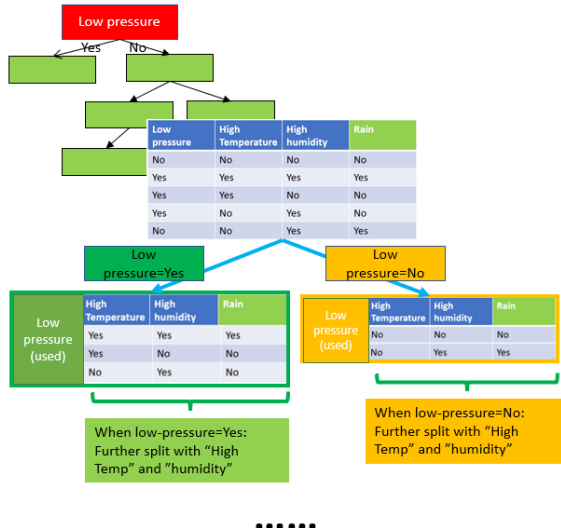 Low pressure
Yes No
Low pressure High Temperature High humidity Rain
No No No No
Yes Yes Yes Yes
Yes Yes No No
Yes No Yes No
No No Yes Yes
Low pressure=Yes
Low pressure=No
Low pressure (used)
High Temperature High humidity Rain
Yes Yes Yes
Yes No No
No Yes No
Low pressure (used)
High Temperature High humidity Rain
No No No
No Yes Yes
When low-pressure=Yes:
Further split with “High
Temp” and ”humidity”
When low-pressure=No:
Further split with “High
Temp” and ”humidity”
......